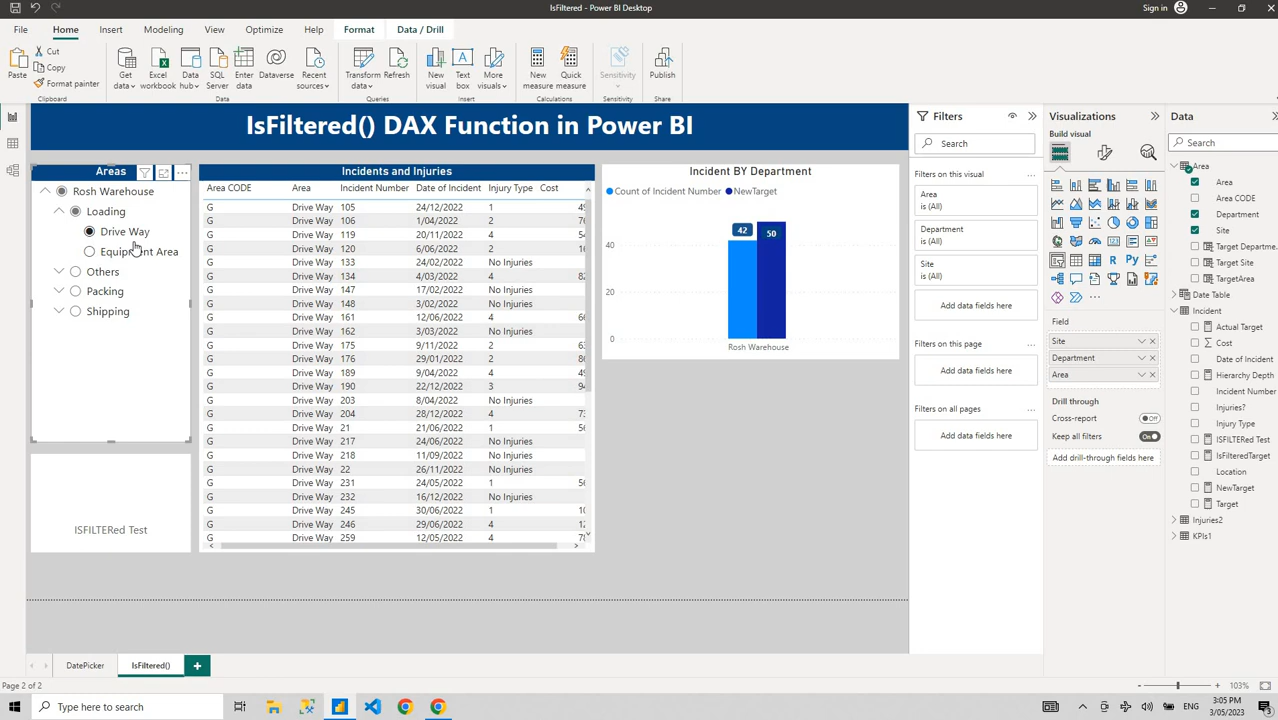 IsFiltered - Power BI Desktop
Sign in
File Home Insert Modeling View Optimize Help Format Data / Drill
Paste Cut Copy Format painter
Get data Excel workbook Data hub SQL Server Enter data Dataverse Recent sources
Transform data Refresh New visual Text box More visuals New measure Quick measure Sensitivity Publish
Clipboard Data Queries Insert Calculations Sensitivity Share
IsFiltered() DAX Function in Power BI
Areas
Rosh Warehouse
Loading
Drive Way
Equipment Area
Others
Packing
Shipping
ISFILTERed Test
Incidents and Injuries
Area CODE Area Incident Number Date of Incident Injury Type Cost
G Drive Way 105 24/12/2022 1 49
G Drive Way 106 1/04/2022 2 70
G Drive Way 119 20/11/2022 4 54
G Drive Way 120 6/06/2022 2 16
G Drive Way 133 24/02/2022 No Injuries
G Drive Way 134 4/03/2022 4 82
G Drive Way 147 17/02/2022 No Injuries
G Drive Way 148 3/02/2022 No Injuries
G Drive Way 161 12/06/2022 4 66
G Drive Way 162 3/03/2022 No Injuries
G Drive Way 175 9/11/2022 2 63
G Drive Way 176 29/01/2022 2 80
G Drive Way 189 9/04/2022 4 49
G Drive Way 190 22/12/2022 3 94
G Drive Way 203 8/04/2022 No Injuries
G Drive Way 204 28/12/2022 4 73
G Drive Way 21 21/06/2022 1 50
G Drive Way 217 24/06/2022 No Injuries
G Drive Way 218 11/09/2022 No Injuries
G Drive Way 22 26/11/2022 No Injuries
G Drive Way 231 24/05/2022 1 56
G Drive Way 232 16/12/2022 No Injuries
G Drive Way 245 30/06/2022 1 10
G Drive Way 246 29/06/2022 4 12
G Drive Way 259 12/05/2022 4 78
Incident BY Department
Count of Incident Number NewTarget
42 50
40
20
0
Rosh Warehouse
Filters
Search
Filters on this visual
Area
is (All)
Department
is (All)
Site
is (All)
Add data fields here
Filters on this page
Add data fields here
Filters on all pages
Add data fields here
Visualizations
Build visual
Field
Site
Department
Area
Drill through
Cross-report Off
Keep all filters On
Add drill-through fields here
Data
Search
Area
Area
Area CODE
Department
Site
Target Departme...
Target Site
TargetArea
Date Table
Incident
Actual Target
Cost
Date of Incident
Hierarchy Depth
Incident Number
Injuries?
Injury Type
ISFILTERed Test
IsFilteredTarget
Location
NewTarget
Target
Injuries2
KPIs1
DatePicker IsFiltered() +
Page 2 of 2
103%
Type here to search
ENG
3:05 PM
3/05/2023